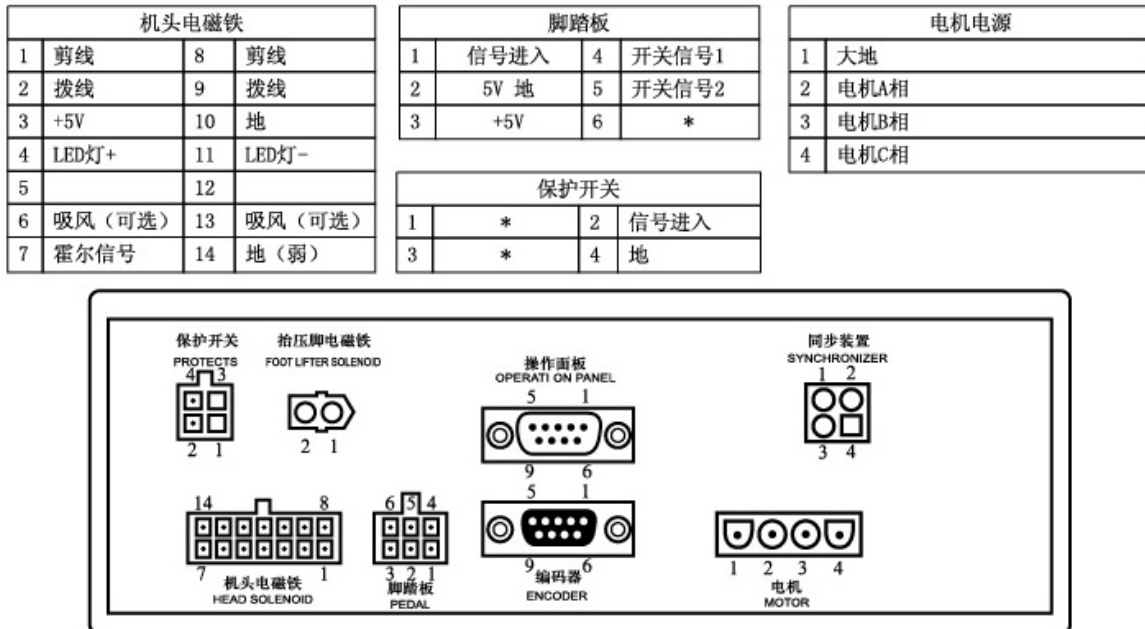 机头电磁铁
1 剪线 8 剪线
2 拨线 9 拨线
3 +5V 10 地
4 LED灯+ 11 LED灯-
5 12
6 吸风（可选） 13 吸风（可选）
7 霍尔信号 14 地（弱）
脚踏板
1 信号进入 4 开关信号1
2 5V 地 5 开关信号2
3 +5V 6 *
保护开关
1 * 2 信号进入
3 * 4 地
电机电源
1 大地
2 电机A相
3 电机B相
4 电机C相
保护开关
PROTECTS
4 3
2 1
抬压脚电磁铁
FOOT LIFTER SOLENOID
2 1
操作面板
OPERATI ON PANEL
5 1
9 6
同步装置
SYNCHRONIZER
1 2
3 4
14 8
7 1
机头电磁铁
HEAD SOLENOID
6 5 4
3 2 1
脚踏板
PEDAL
5 1
9 6
编码器
ENCODER
1 2 3 4
电机
MOTOR